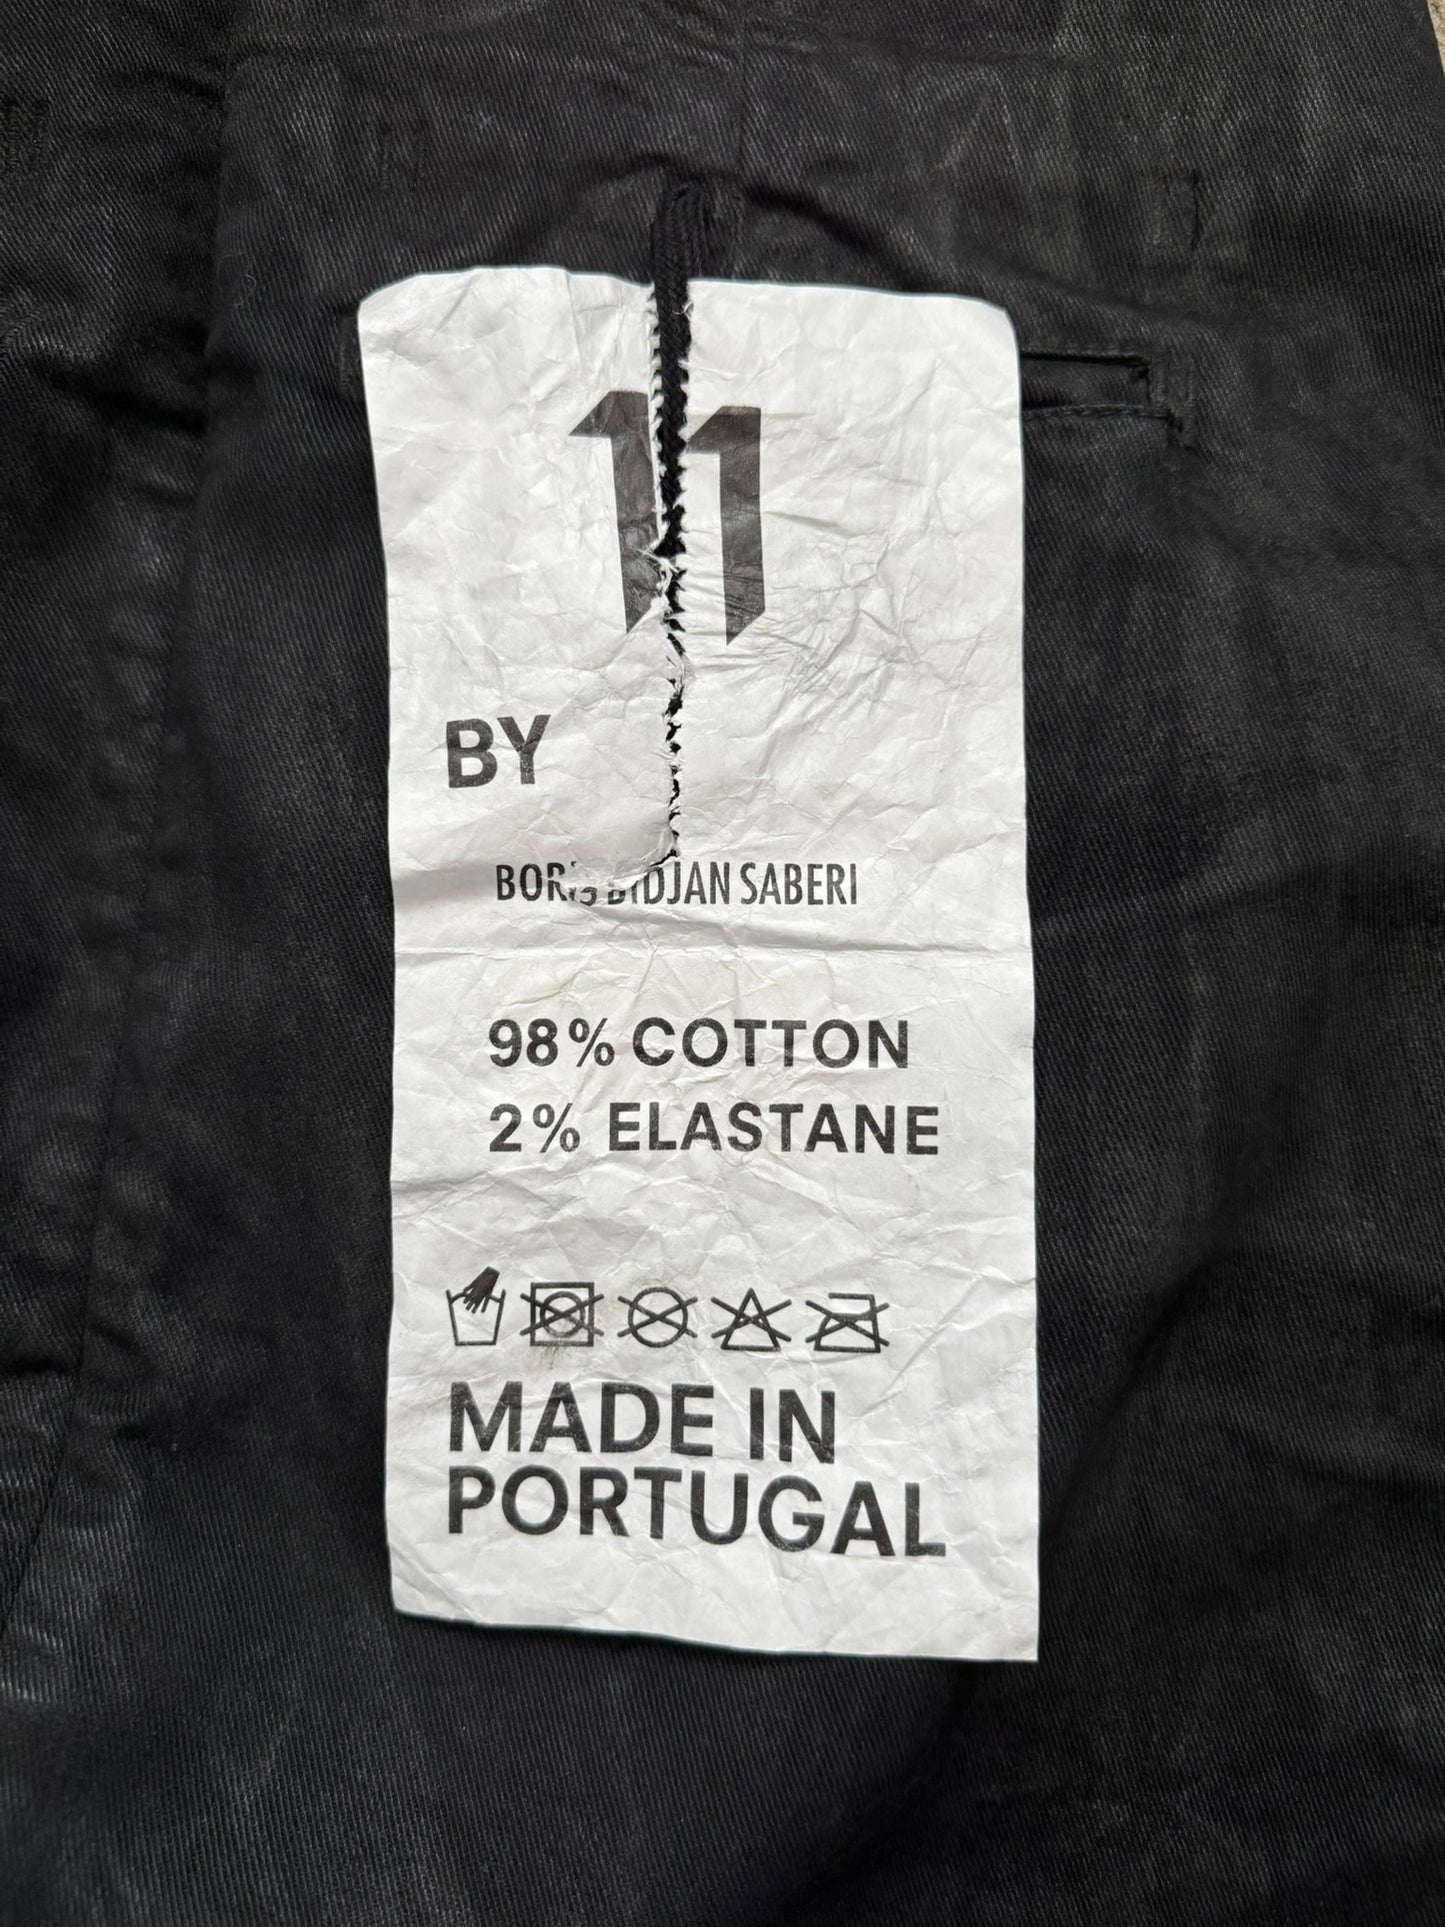 11
BY
BORIS BIDJAN SABERI
98% COTTON
2% ELASTANE
MADE IN
PORTUGAL